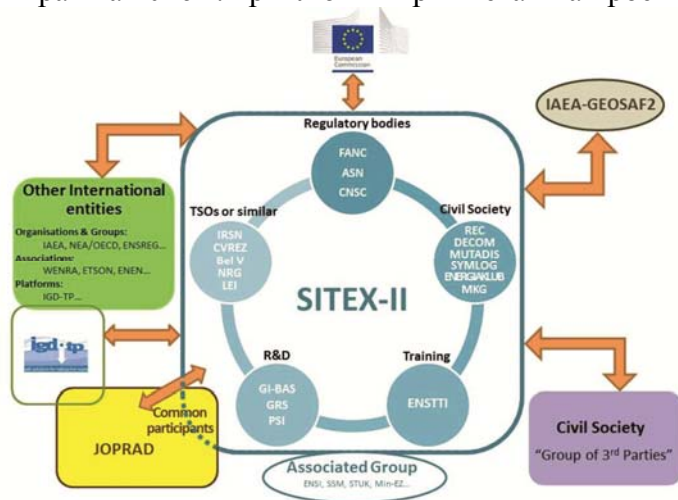 European
Commission
IAEA-GEOSAF2
Regulatory bodies
FANC
ASN
CNSC
Other International
entities
Organisations & Groups:
IAEA, NEA/OECD, ENSREG...
Associations:
WENRA, ETSON, ENEN,...
Platforms:
IGD-TP...
TSOs or similar
IRSN
CVREZ
Bel V
NRG
LEI
Civil Society
REC
DECOM
MUTADIS
SYMLOG
ENERGIAKLUB
MKG
SITEX-II
igd-tp
R&D
GI-BAS
GRS
PSI
Training
ENSTTI
Common
participants
JOPRAD
Civil Society
"Group of 3rd Parties"
Associated Group
ENSI, SSM, STUK, Min-EZ...